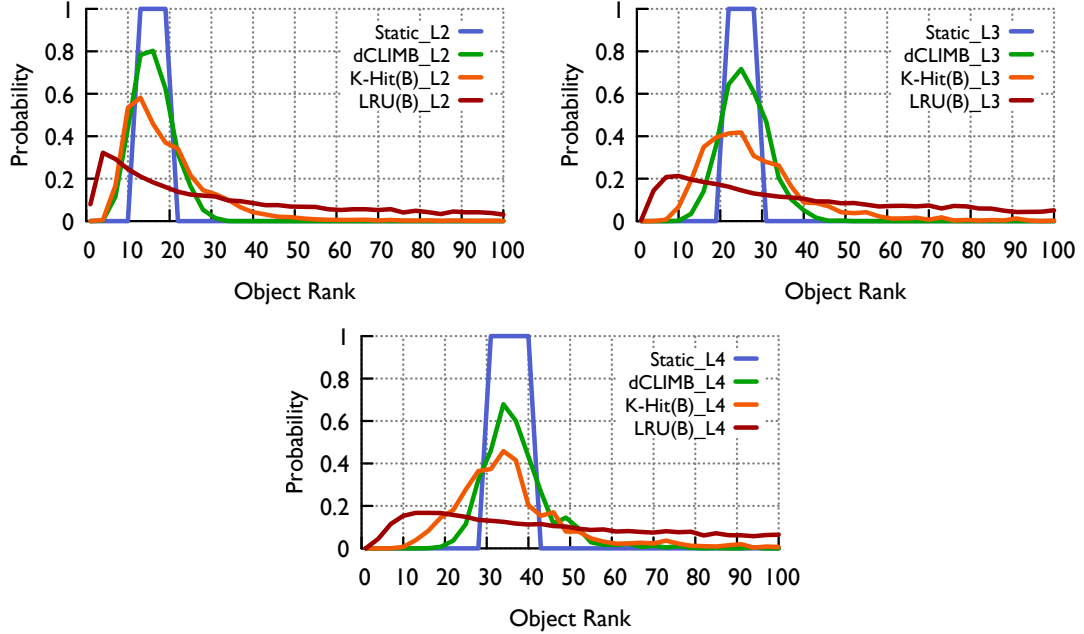 1
0.8
0.6
0.4
0.2
0
Probability
Static_L2
dCLIMB_L2
K-Hit(B)_L2
LRU(B)_L2
0 10 20 30 40 50 60 70 80 90 100
Object Rank
1
0.8
0.6
0.4
0.2
0
Probability
Static_L3
dCLIMB_L3
K-Hit(B)_L3
LRU(B)_L3
0 10 20 30 40 50 60 70 80 90 100
Object Rank
1
0.8
0.6
0.4
0.2
0
Probability
Static_L4
dCLIMB_L4
K-Hit(B)_L4
LRU(B)_L4
0 10 20 30 40 50 60 70 80 90 100
Object Rank